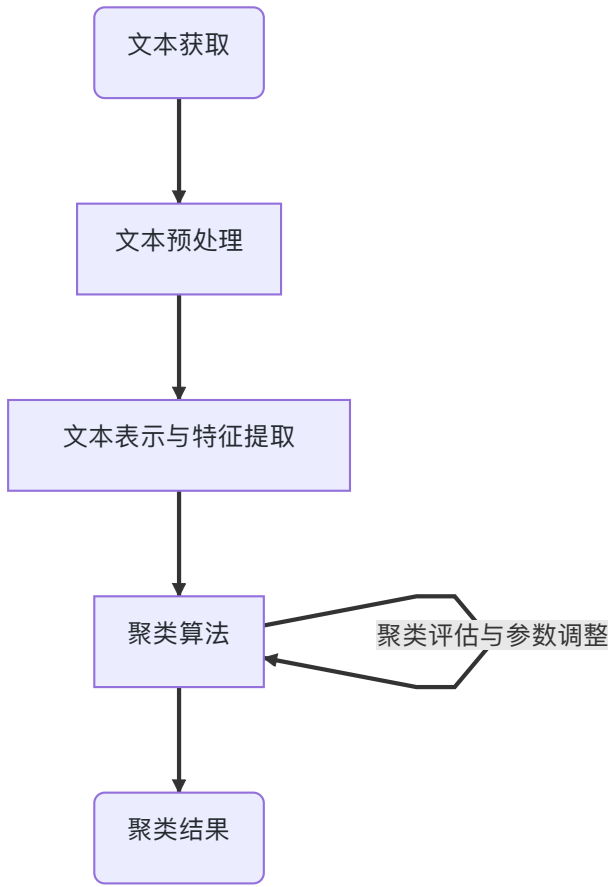 文本获取
文本预处理
文本表示与特征提取
聚类算法
聚类评估与参数调整
聚类结果